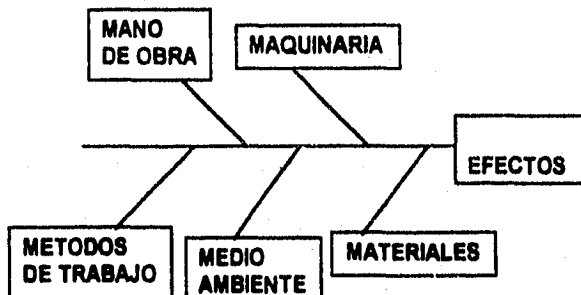 MANO
DE OBRA
MAQUINARIA
EFECTOS
METODOS
DE TRABAJO
MEDIO
AMBIENTE
MATERIALES